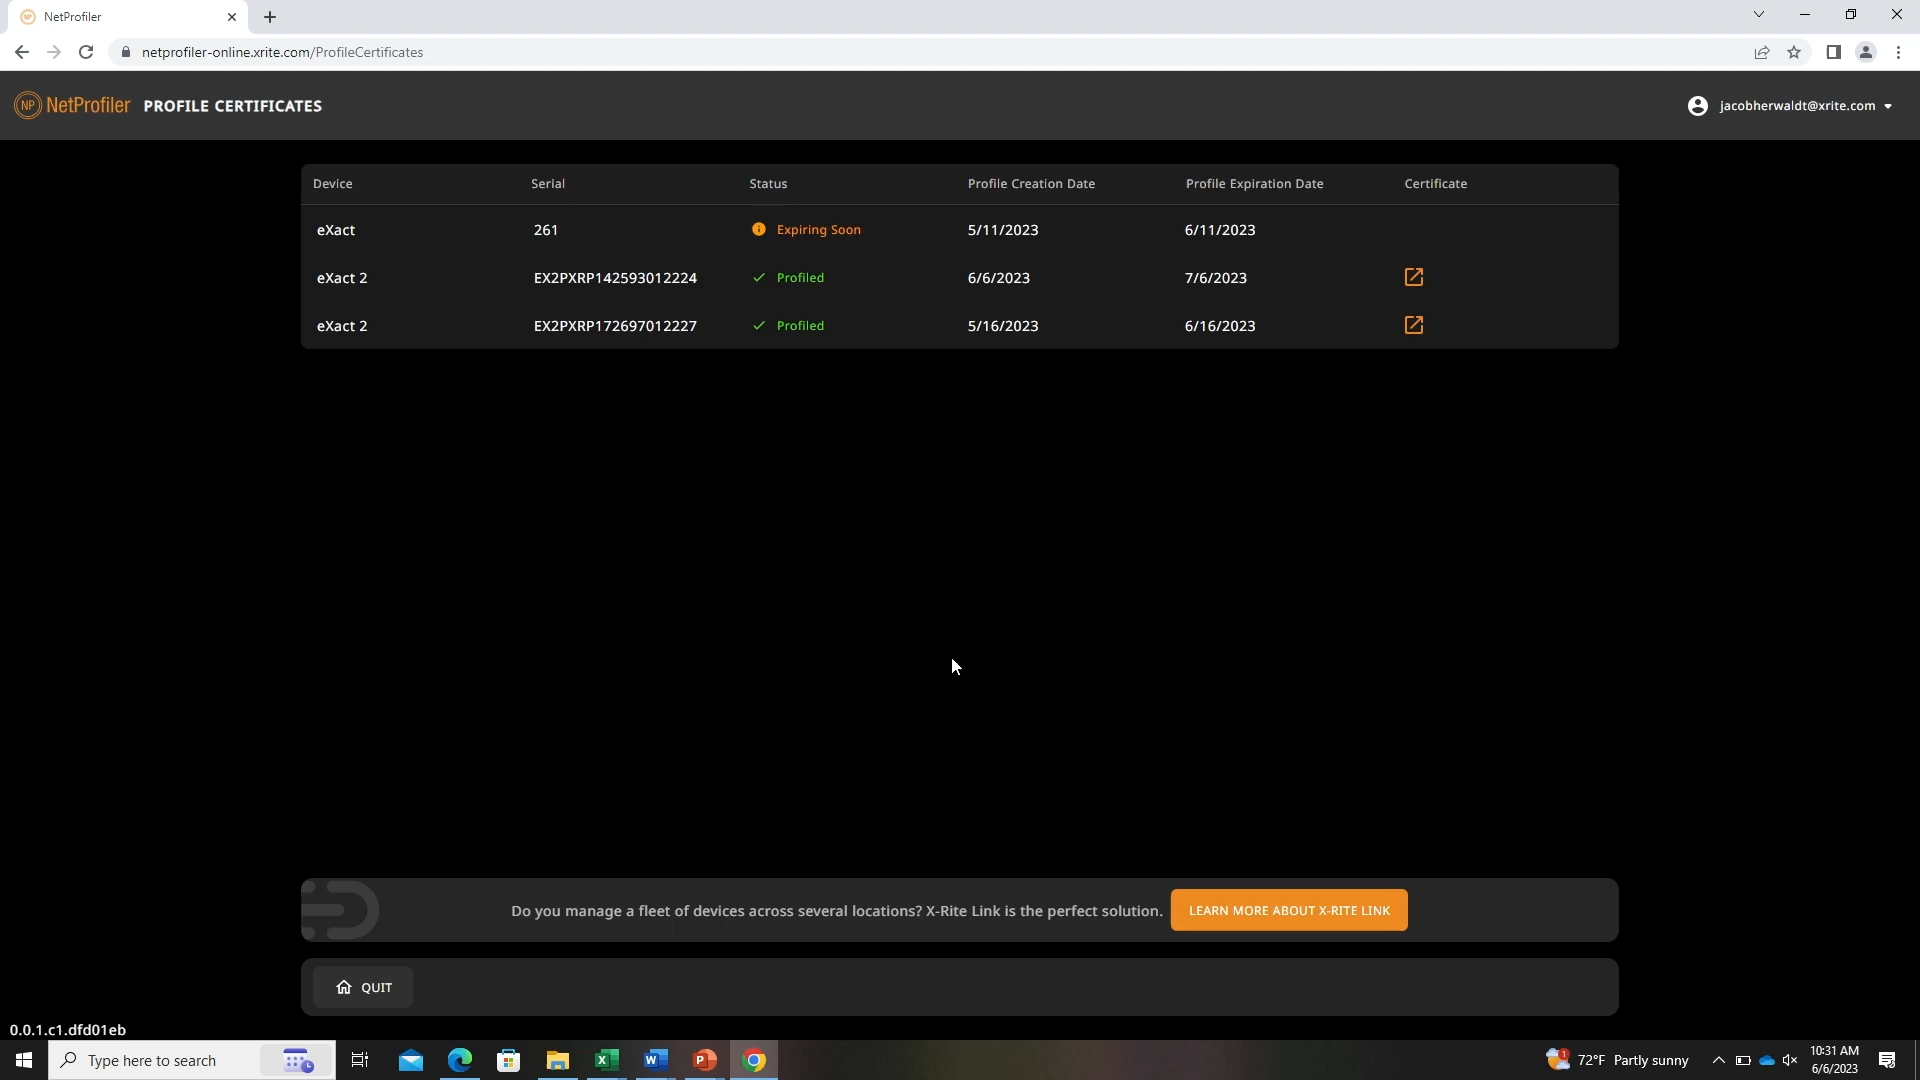 NetProfiler
netprofiler-online.xrite.com/ProfileCertificates
NP NetProfiler PROFILE CERTIFICATES
jacobherwaldt@xrite.com
Device Serial Status Profile Creation Date Profile Expiration Date Certificate
eXact 261 Expiring Soon 5/11/2023 6/11/2023
eXact 2 EX2PXRP142593012224 Profiled 6/6/2023 7/6/2023
eXact 2 EX2PXRP172697012227 Profiled 5/16/2023 6/16/2023
Do you manage a fleet of devices across several locations? X-Rite Link is the perfect solution. LEARN MORE ABOUT X-RITE LINK
QUIT
0.0.1.c1.dfd01eb
Type here to search
1 72°F Partly sunny
10:31 AM
6/6/2023